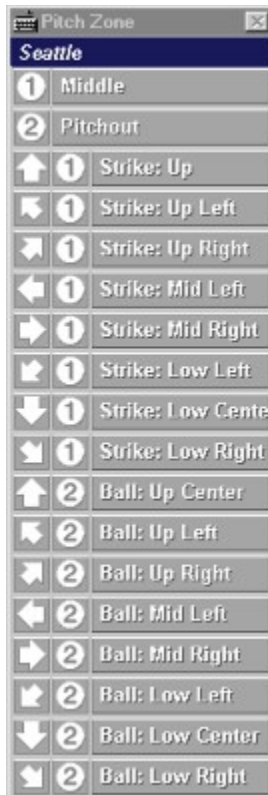 Pitch Zone
Seattle
1 Middle
2 Pitchout
1 Strike: Up
1 Strike: Up Left
1 Strike: Up Right
1 Strike: Mid Left
1 Strike: Mid Right
1 Strike: Low Left
1 Strike: Low Cente
1 Strike: Low Right
2 Ball: Up Center
2 Ball: Up Left
2 Ball: Up Right
2 Ball: Mid Left
2 Ball: Mid Right
2 Ball: Low Left
2 Ball: Low Center
2 Ball: Low Right